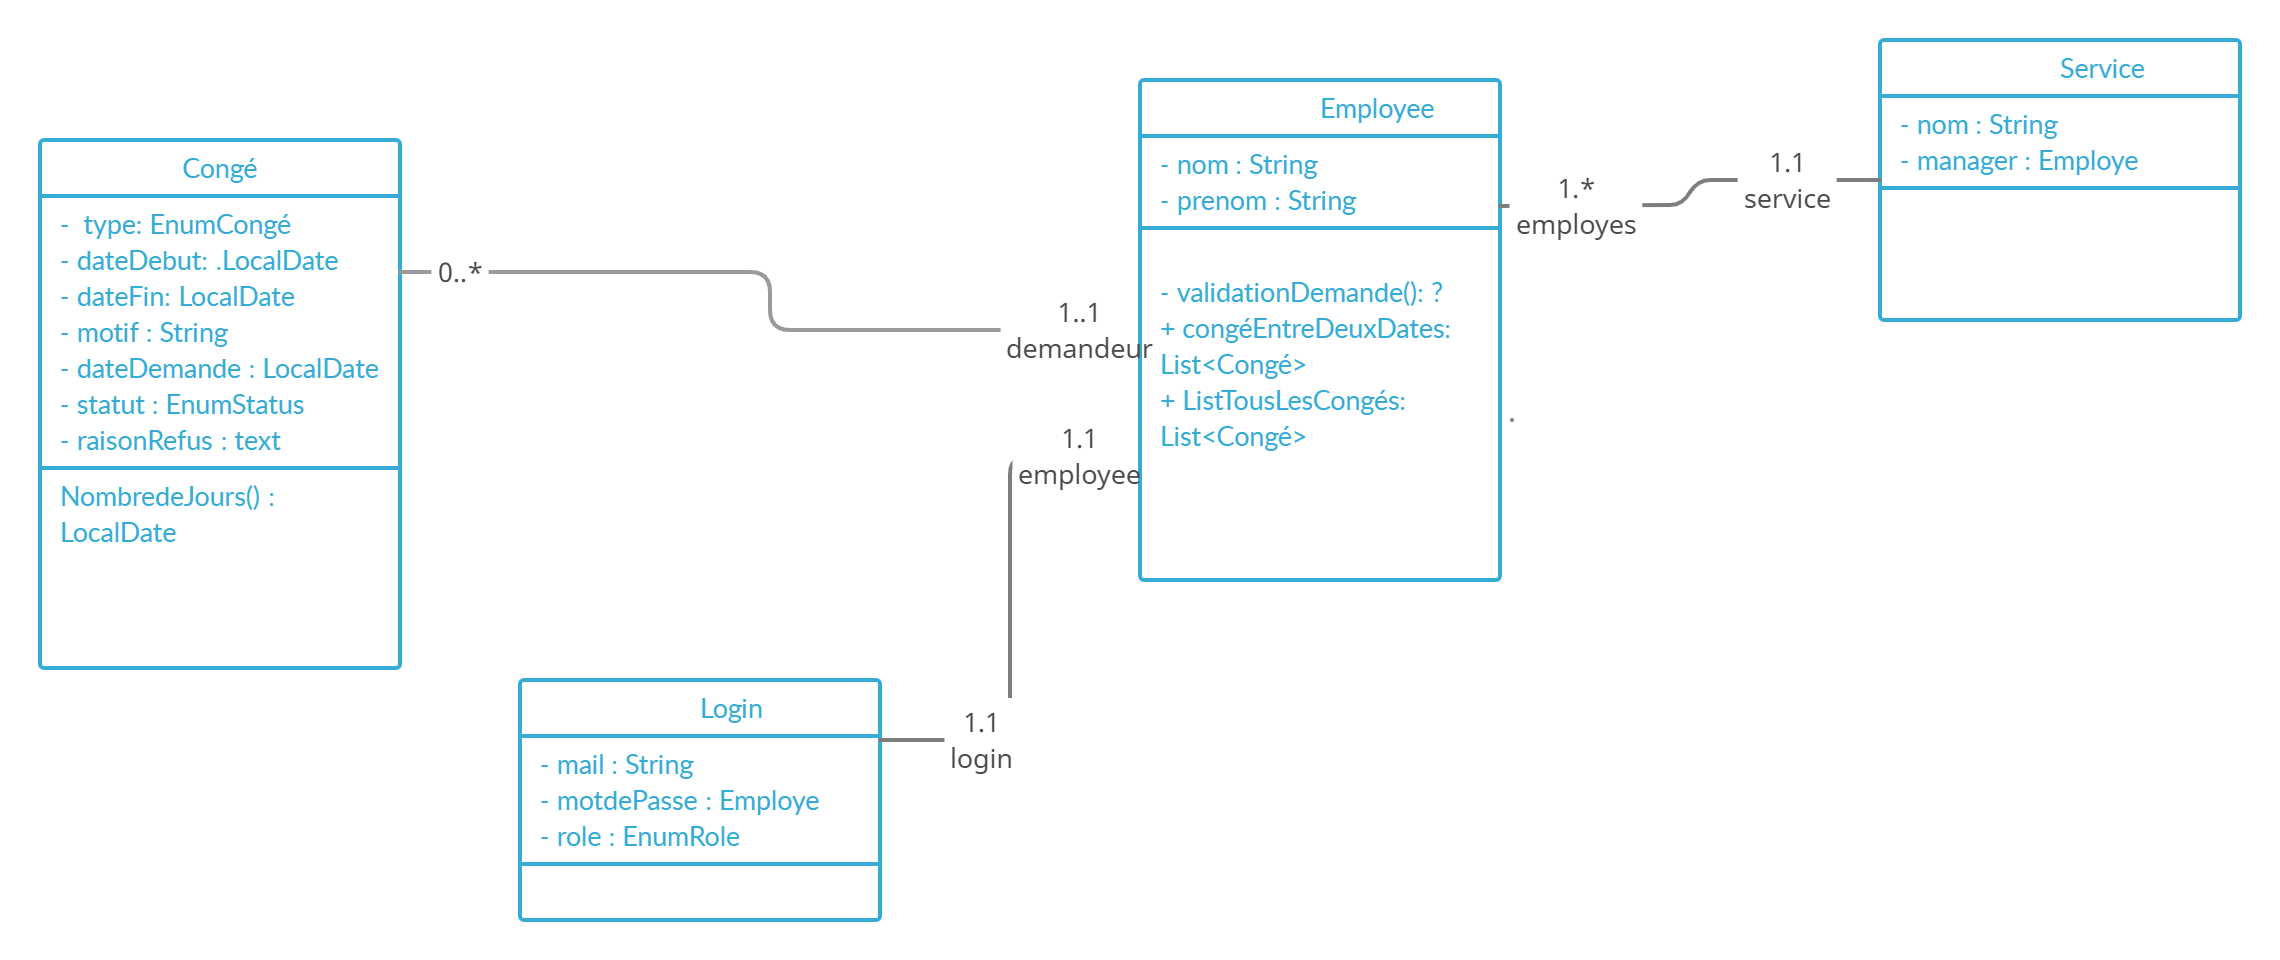 Congé
-  type: EnumCongé
- dateDebut: .LocalDate
- dateFin: LocalDate
- motif : String
- dateDemande : LocalDate
- statut : EnumStatus
- raisonRefus : text
NombredeJours() :
LocalDate
0..*
1..1
demandeur
Employee
- nom : String
- prenom : String
- validationDemande(): ?
+ congéEntreDeuxDates:
List<Congé>
+ ListTousLesCongés:
List<Congé>
1.*
employes
1.1
service
Service
- nom : String
- manager : Employe
1.1
employee
1.1
login
Login
- mail : String
- motdePasse : Employe
- role : EnumRole